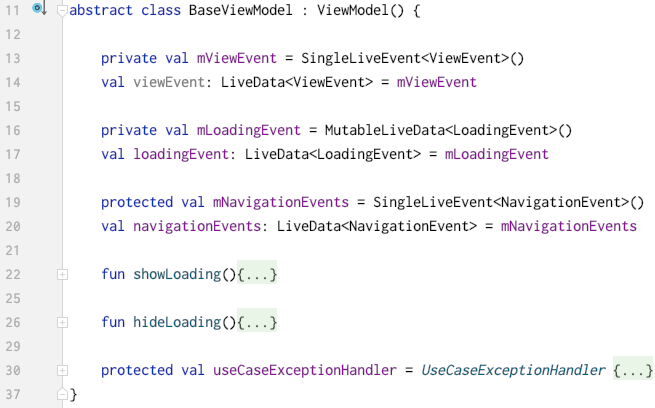 11 abstract class BaseViewModel : ViewModel() {
12
13 private val mViewEvent = SingleLiveEvent<ViewEvent>()
14 val viewEvent: LiveData<ViewEvent> = mViewEvent
15
16 private val mLoadingEvent = MutableLiveData<LoadingEvent>()
17 val loadingEvent: LiveData<LoadingEvent> = mLoadingEvent
18
19 protected val mNavigationEvents = SingleLiveEvent<NavigationEvent>()
20 val navigationEvents: LiveData<NavigationEvent> = mNavigationEvents
21
22 fun showLoading(){...}
25
26 fun hideLoading(){...}
29
30 protected val useCaseExceptionHandler = UseCaseExceptionHandler {...}
37 }